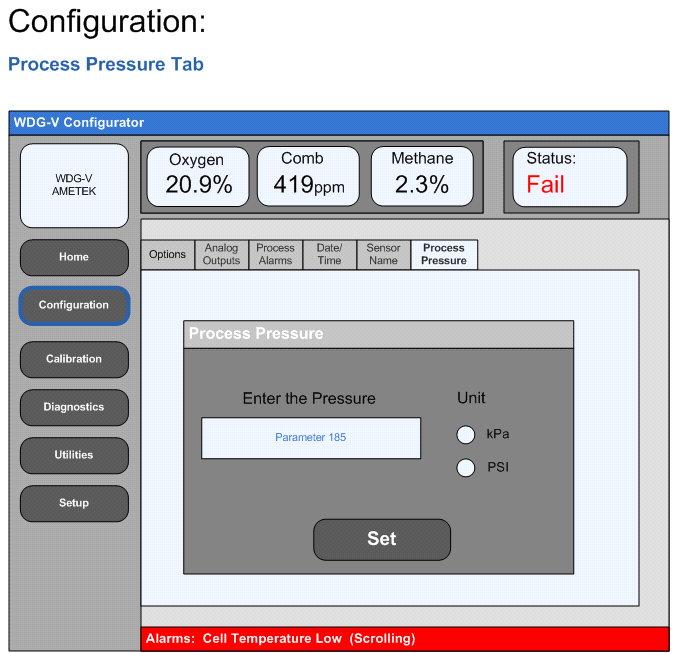 Configuration:
Process Pressure Tab
WDG-V Configurator
WDG-V
AMETEK
Oxygen
20.9%
Comb
419ppm
Methane
2.3%
Status:
Fail
Home
Configuration
Calibration
Diagnostics
Utilities
Setup
Options
Analog
Outputs
Process
Alarms
Date/
Time
Sensor
Name
Process
Pressure
Process Pressure
Enter the Pressure
Unit
Parameter 185
kPa
PSI
Set
Alarms: Cell Temperature Low (Scrolling)